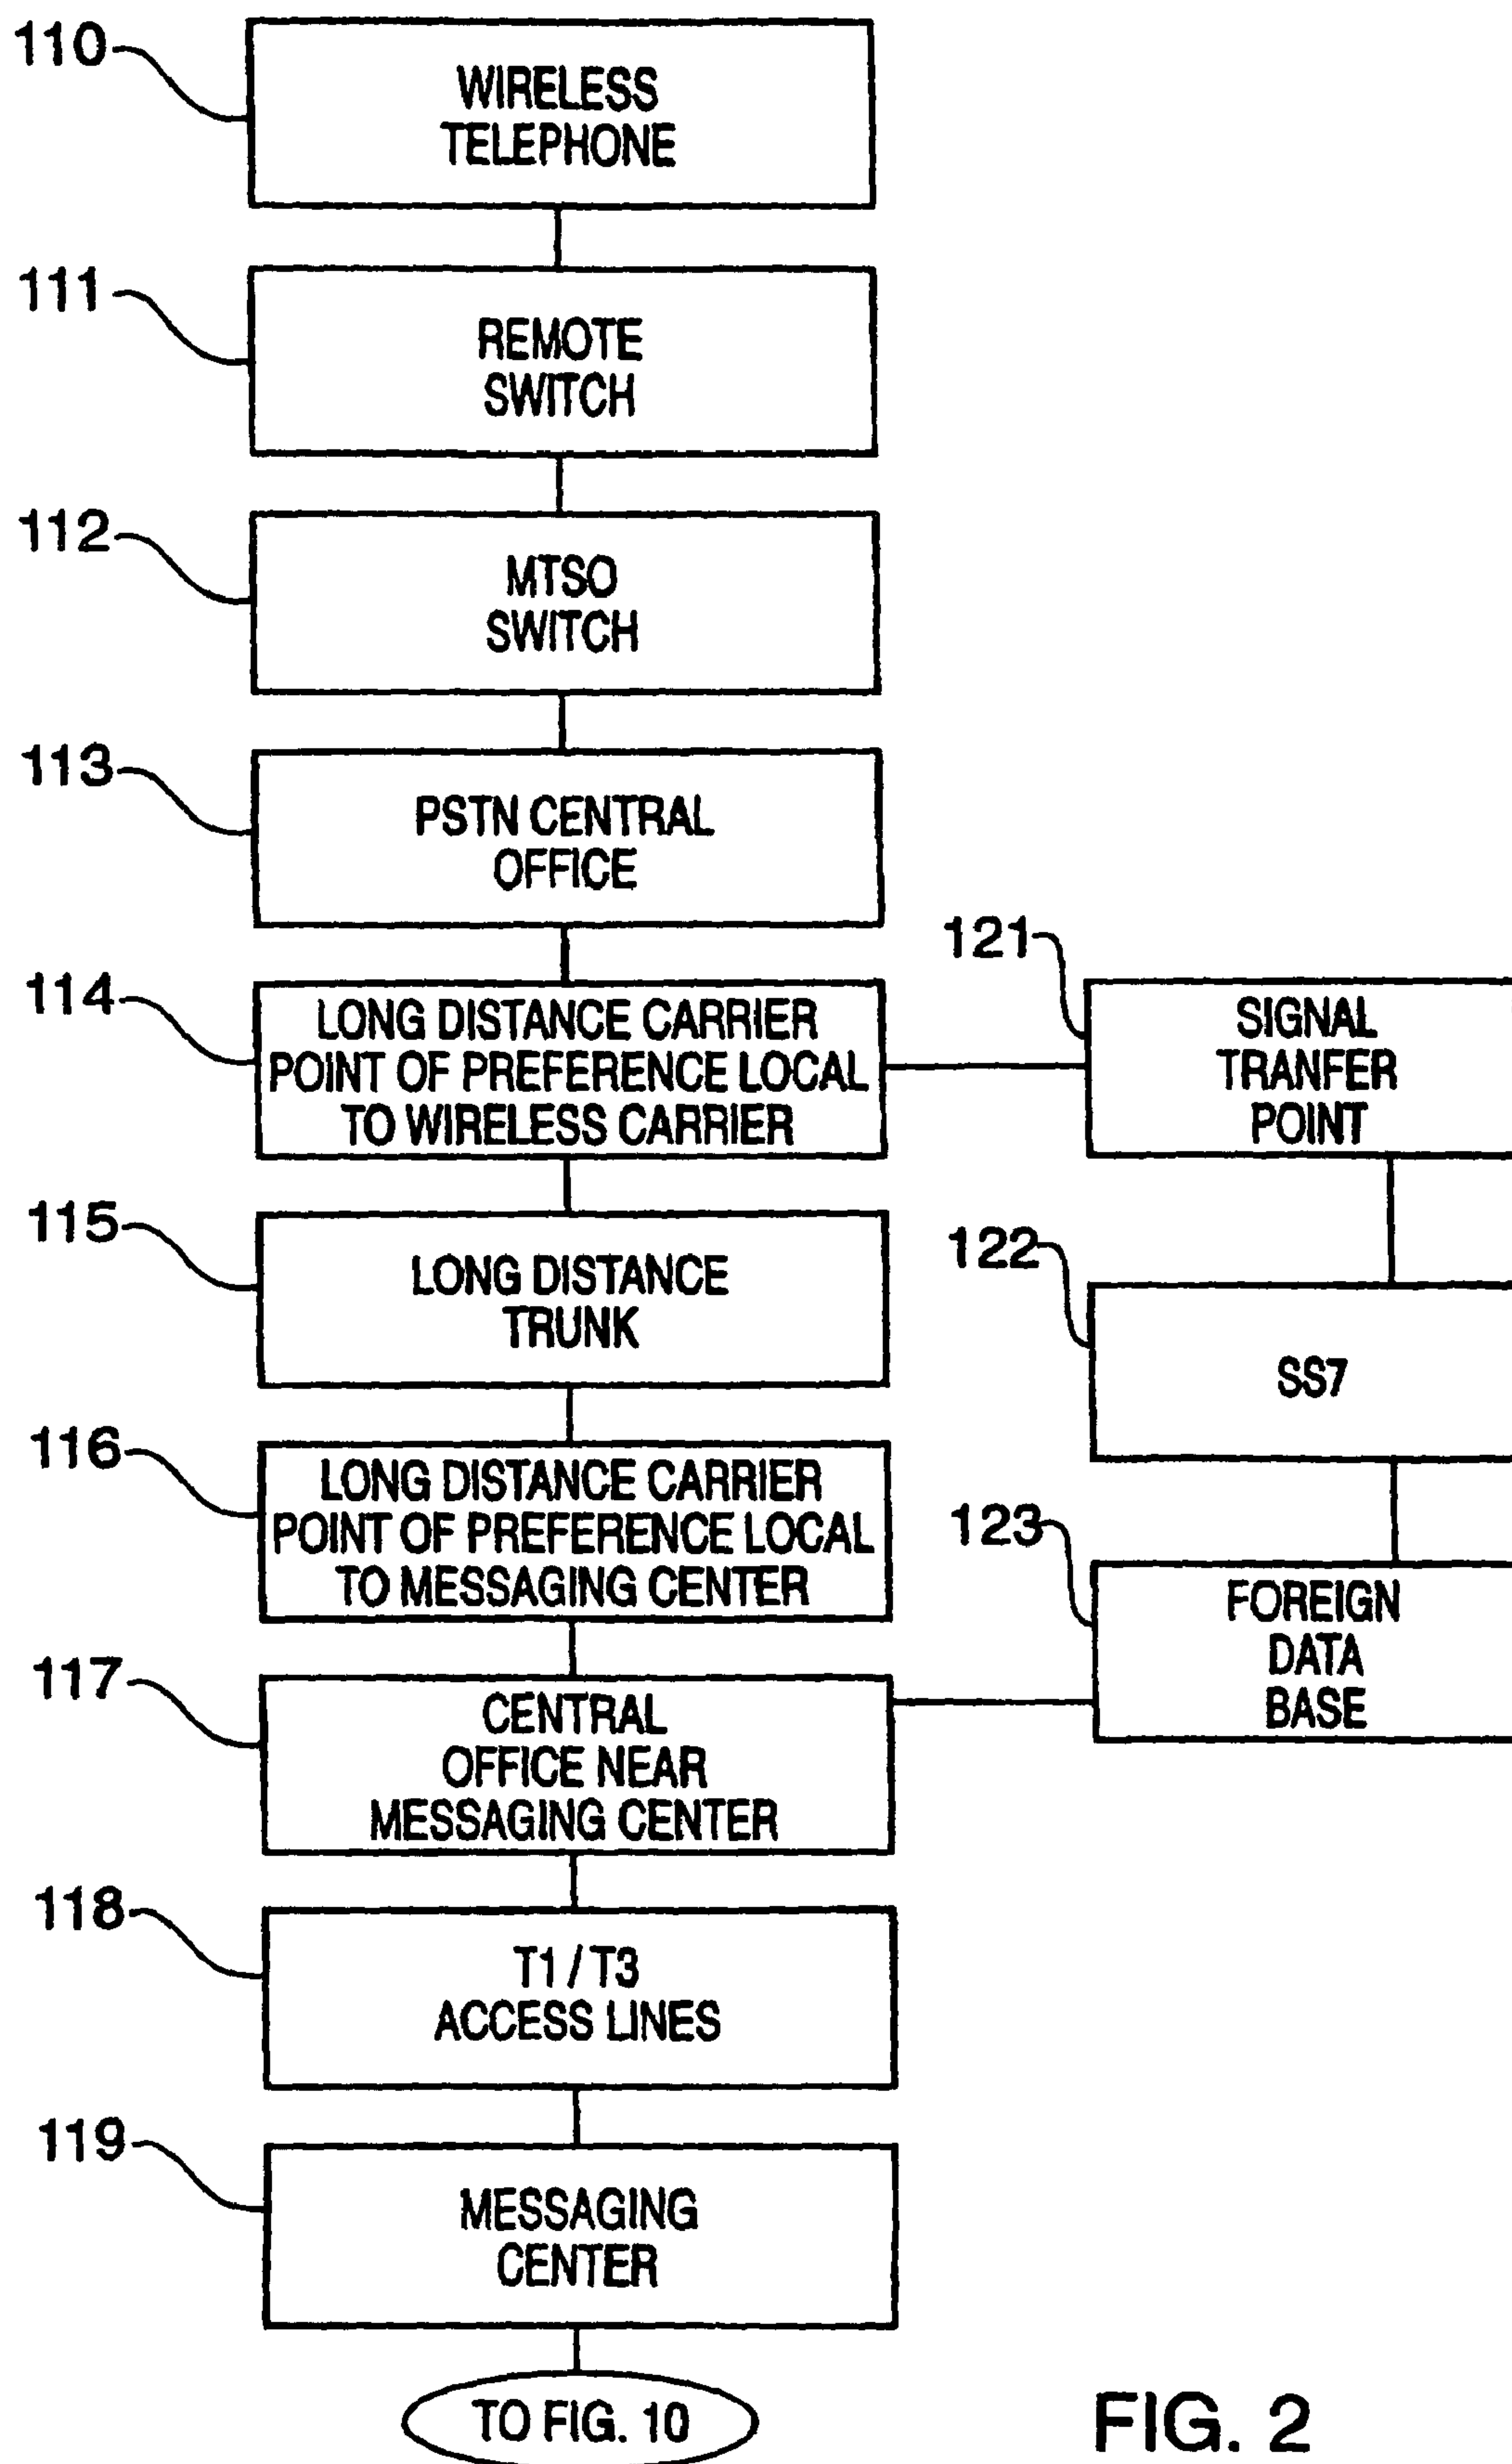 110
WIRELESS
TELEPHONE
111
REMOTE
SWITCH
112
MTSO
SWITCH
113
PSTN CENTRAL
OFFICE
114
LONG DISTANCE CARRIER
POINT OF PREFERENCE LOCAL
TO WIRELESS CARRIER
121
SIGNAL
TRANFER
POINT
115
LONG DISTANCE
TRUNK
122
SS7
116
LONG DISTANCE CARRIER
POINT OF PREFERENCE LOCAL
TO MESSAGING CENTER
123
FOREIGN
DATA
BASE
117
CENTRAL
OFFICE NEAR
MESSAGING CENTER
118
T1 / T3
ACCESS LINES
119
MESSAGING
CENTER
TO FIG. 10
FIG. 2